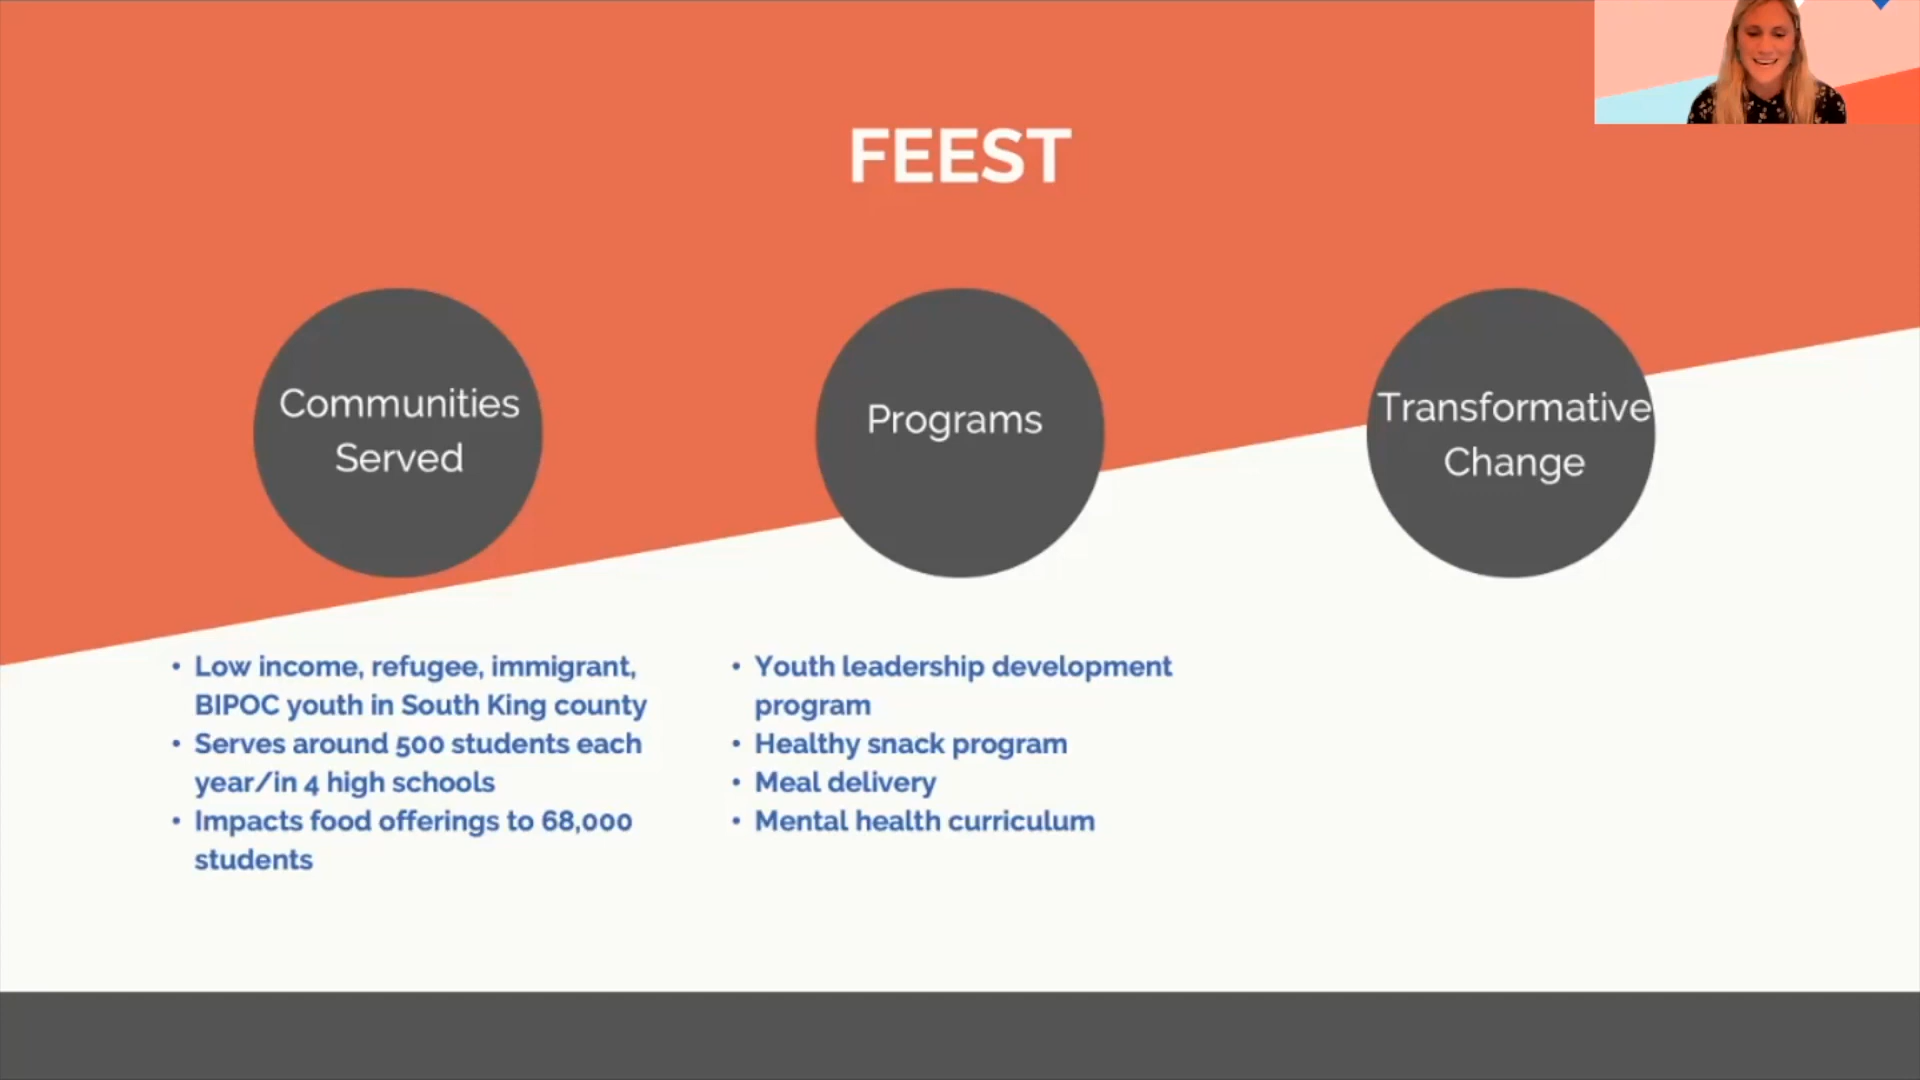 FEEST
Communities
Served
Programs
Transformative
Change
• Low income, refugee, immigrant,
BIPOC youth in South King county
• Serves around 500 students each
year/in 4 high schools
• Impacts food offerings to 68,000
students
• Youth leadership development
program
• Healthy snack program
• Meal delivery
• Mental health curriculum